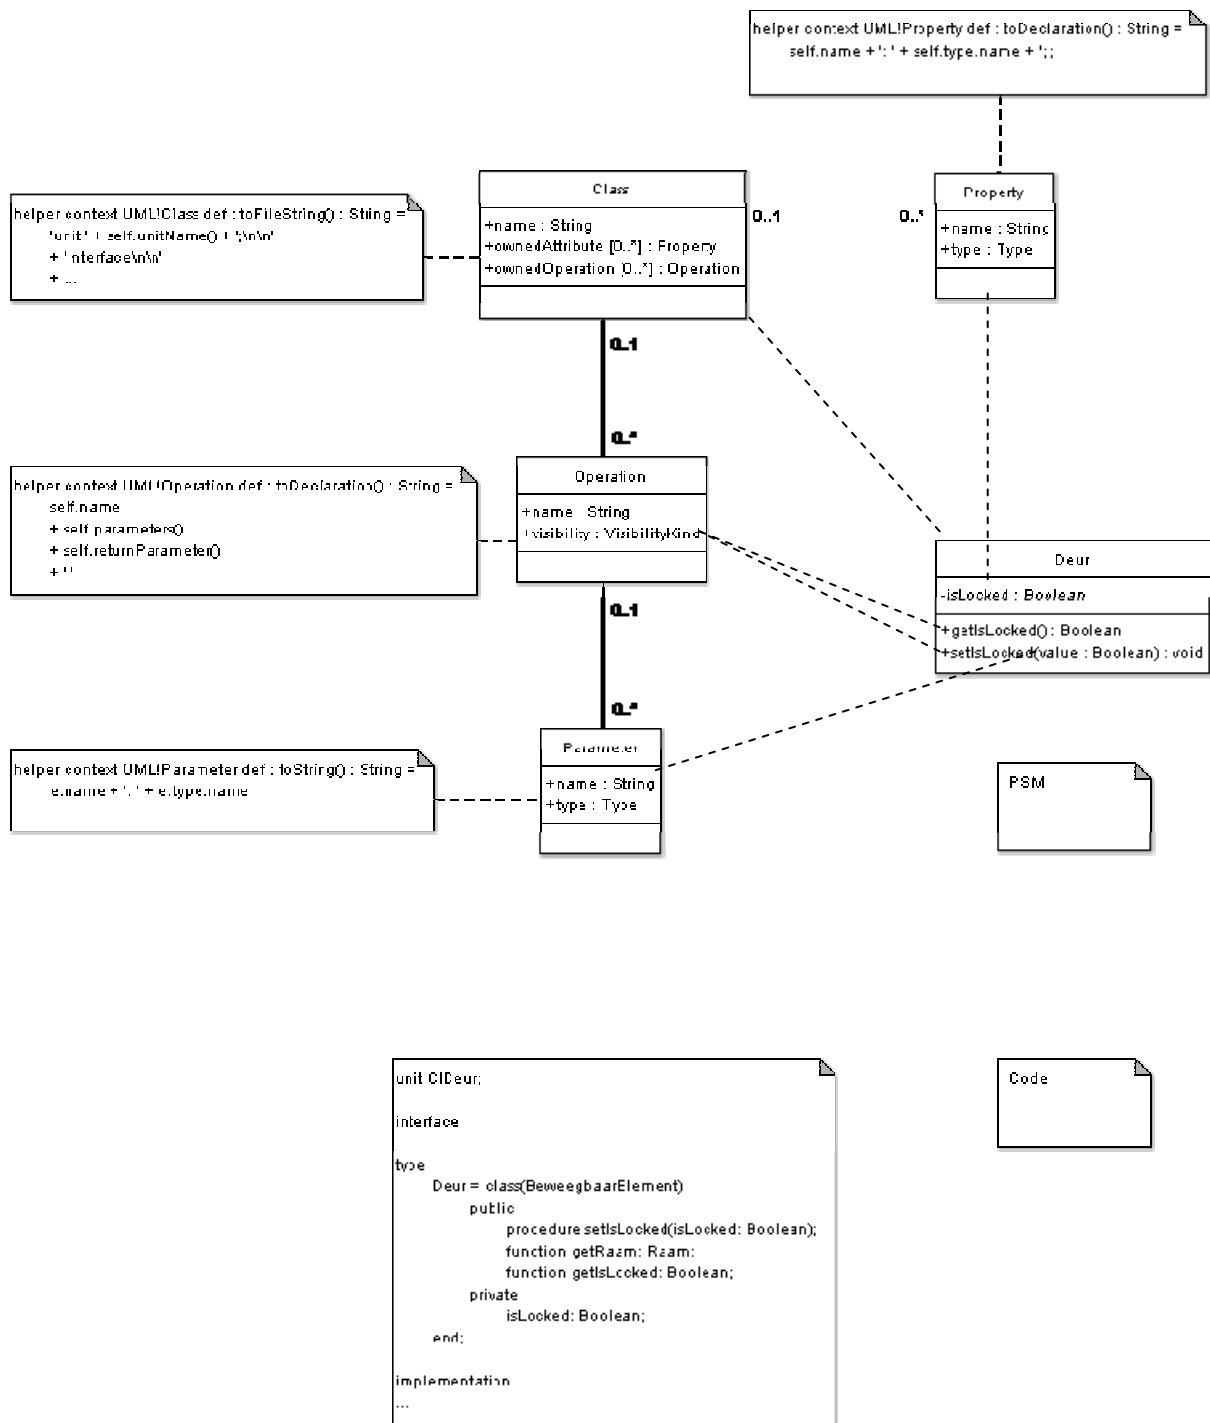 helper context UML!Property def : toDeclaration() : String =
self.name + ': ' + self.type.name + ';;
Class
+name : String
+ownedAttribute [0..*] : Property
+ownedOperation [0..*] : Operation
0..1
0..*
Property
+name : String
+type : Type
helper context UML!Class def : toFileString() : String =
'unit ' + self.unitName() + ';\n\n'
+ 'interface\n\n'
+ ...
0..1
0..*
helper context UML!Operation def : toDeclaration() : String =
self.name
+ self.parameters()
+ self.returnParameter()
+ ''
Operation
+name : String
+visibility : VisibilityKind
Deur
-isLocked : Boolean
+getIsLocked() : Boolean
+setIsLocked(value : Boolean) : void
0..1
0..*
helper context UML!Parameter def : toString() : String =
e.name + ': ' + e.type.name
Parameter
+name : String
+type : Type
PSM
unit ClDeur;
interface
type
Deur = class(BeweegbaarElement)
public
procedure setIsLocked(isLocked: Boolean);
function getRaam: Raam;
function getIsLocked: Boolean;
private
isLocked: Boolean;
end;
implementation
...
Code